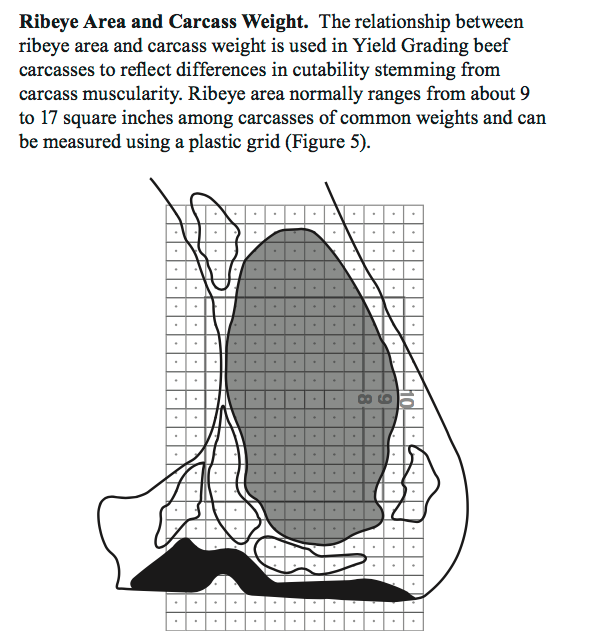 Ribeye Area and Carcass Weight. The relationship between
ribeye area and carcass weight is used in Yield Grading beef
carcasses to reflect differences in cutability stemming from
carcass muscularity. Ribeye area normally ranges from about 9
to 17 square inches among carcasses of common weights and can
be measured using a plastic grid (Figure 5).
10
9
8